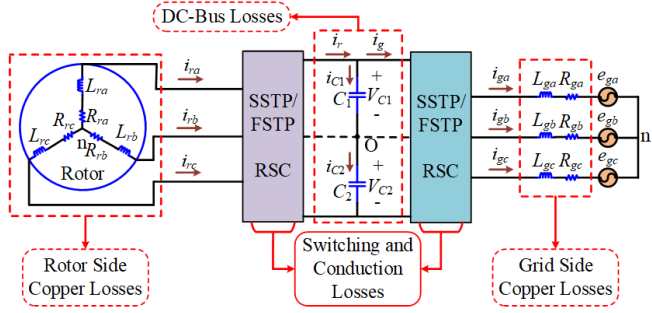 DC-Bus Losses
i_r
i_g
i_ra
L_ra
R_ra
R_rc
L_rc
n
R_rb
L_rb
Rotor
i_rb
i_rc
SSTP/
FSTP
RSC
i_C1
C_1
+
V_C1
-
O
i_C2
C_2
+
V_C2
-
SSTP/
FSTP
RSC
i_ga
L_ga R_ga
e_ga
i_gb
L_gb R_gb
e_gb
i_gc
L_gc R_gc
e_gc
n
Rotor Side
Copper Losses
Switching and
Conduction
Losses
Grid Side
Copper Losses